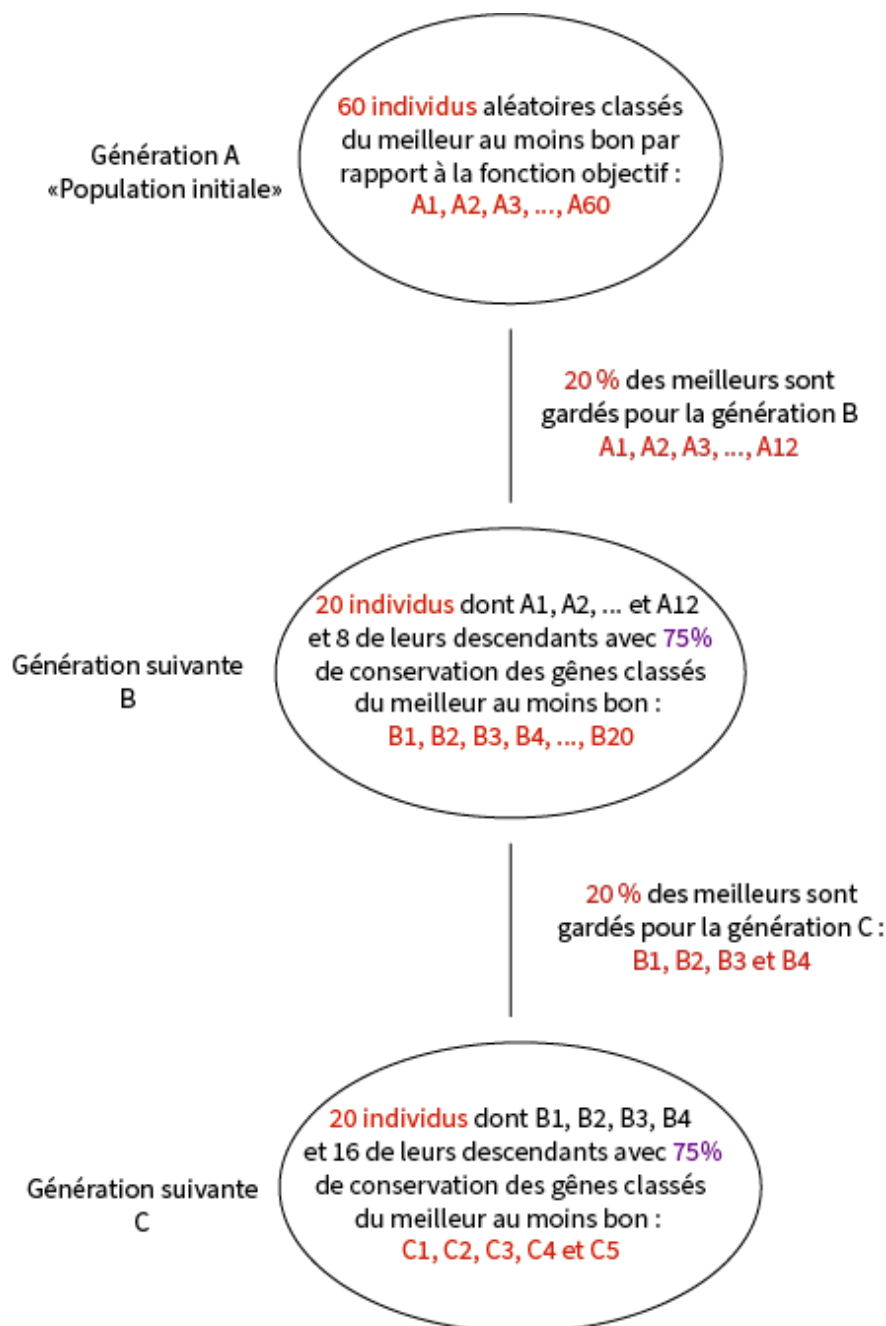 60 individus aléatoires classés
du meilleur au moins bon par
rapport à la fonction objectif :
A1, A2, A3, ..., A60
Génération A
«Population initiale»
20 % des meilleurs sont
gardés pour la génération B
A1, A2, A3, ..., A12
20 individus dont A1, A2, ... et A12
et 8 de leurs descendants avec 75%
de conservation des gênes classés
du meilleur au moins bon :
B1, B2, B3, B4, ..., B20
Génération suivante
B
20 % des meilleurs sont
gardés pour la génération C :
B1, B2, B3 et B4
20 individus dont B1, B2, B3, B4
et 16 de leurs descendants avec 75%
de conservation des gênes classés
du meilleur au moins bon :
C1, C2, C3, C4 et C5
Génération suivante
C